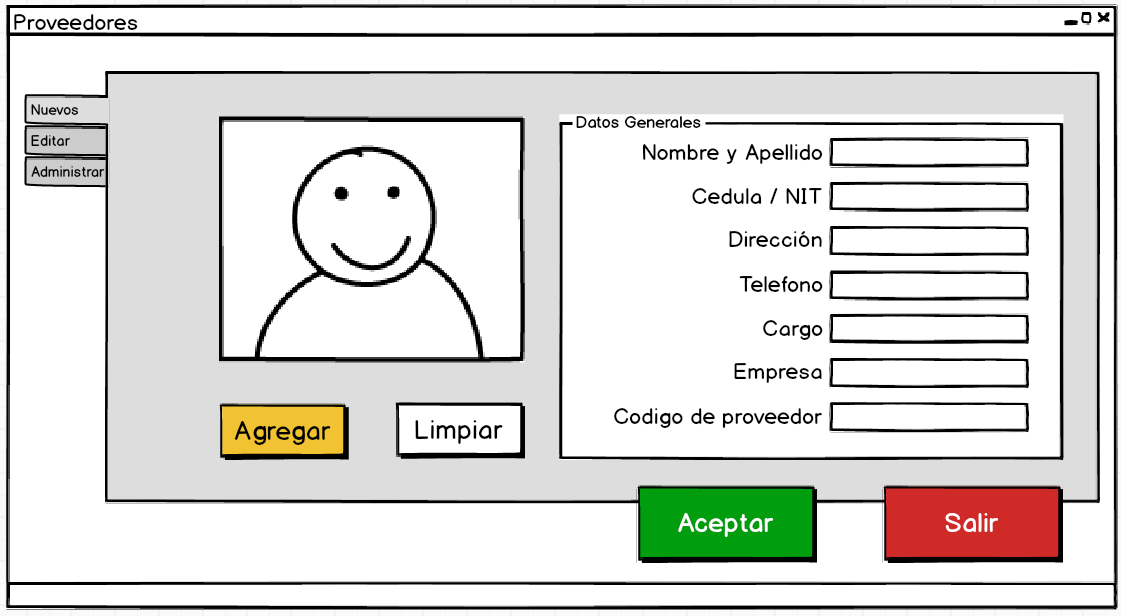 Proveedores
Nuevos
Editar
Administrar
Datos Generales
Nombre y Apellido
Cedula / NIT
Dirección
Telefono
Cargo
Empresa
Codigo de proveedor
Agregar
Limpiar
Aceptar
Salir